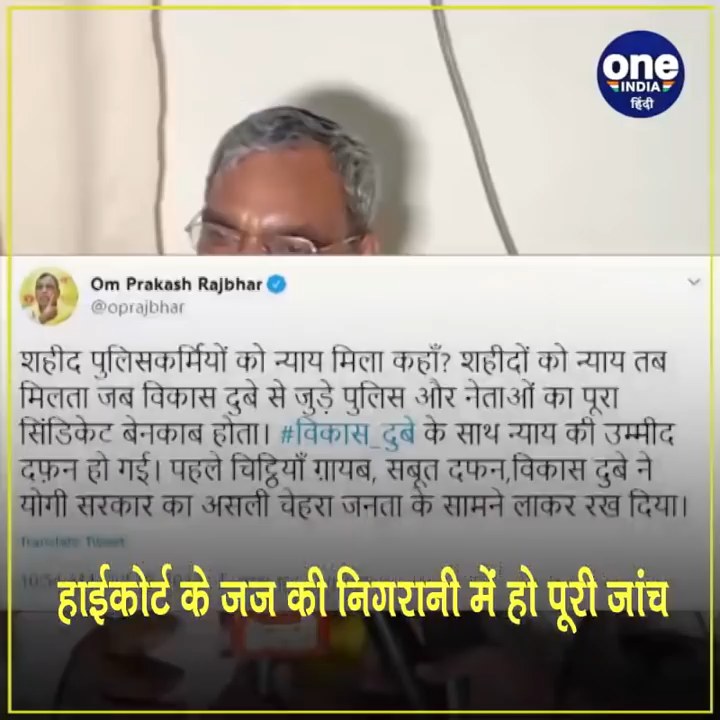 one
INDIA
हिंदी
Om Prakash Rajbhar
@oprajbhar
शहीद पुलिसकर्मियों को न्याय मिला कहाँ? शहीदों को न्याय तब
मिलता जब विकास दुबे से जुड़े पुलिस और नेताओं का पूरा
सिंडिकेट बेनकाब होता। #विकास_दुबे के साथ न्याय की उम्मीद
दफ़न हो गई। पहले चिट्ठियाँ ग़ायब, सबूत दफन,विकास दुबे ने
योगी सरकार का असली चेहरा जनता के सामने लाकर रख दिया।
Translate Tweet
हाईकोर्ट के जज की निगरानी में हो पूरी जांच